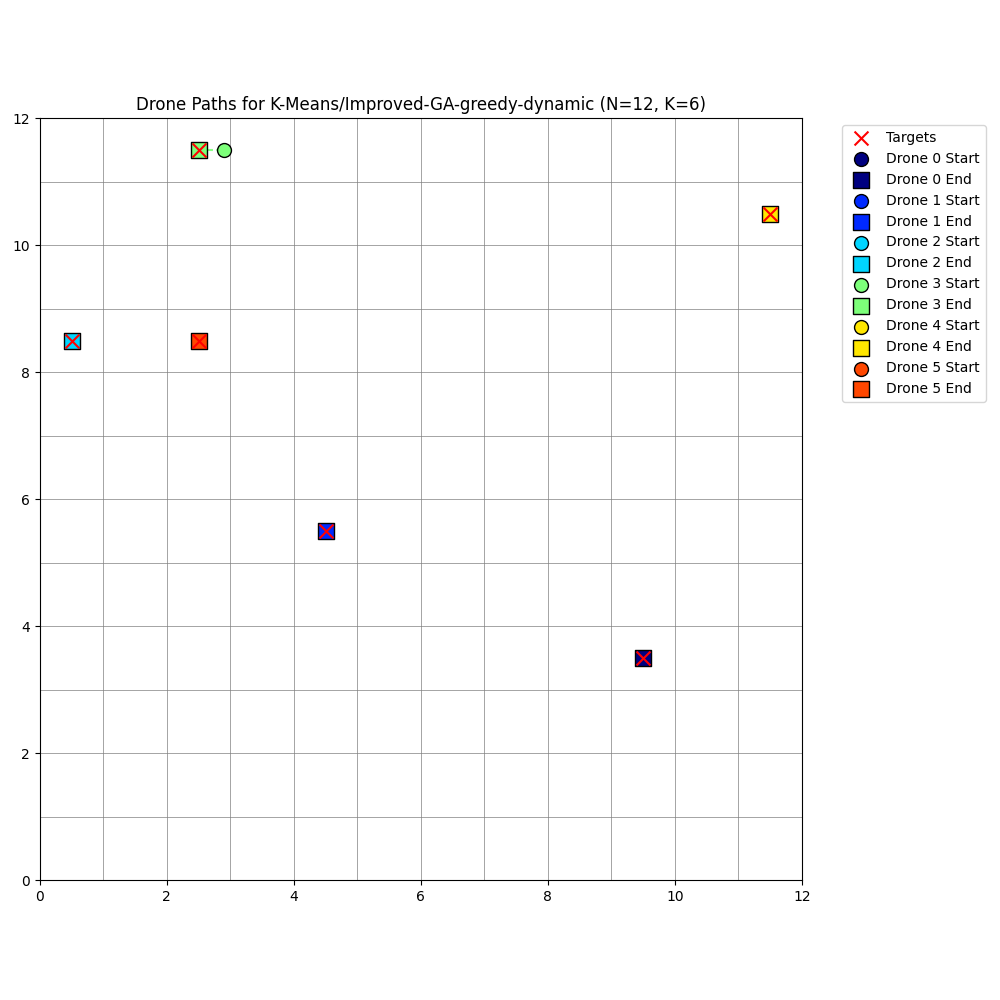 Drone Paths for K-Means/Improved-GA-greedy-dynamic (N=12, K=6)
12
10
8
6
4
2
0
0 2 4 6 8 10 12
Targets
Drone 0 Start
Drone 0 End
Drone 1 Start
Drone 1 End
Drone 2 Start
Drone 2 End
Drone 3 Start
Drone 3 End
Drone 4 Start
Drone 4 End
Drone 5 Start
Drone 5 End